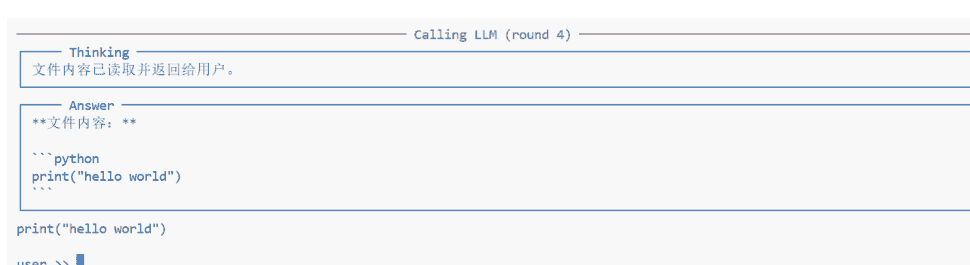 Calling LLM (round 4)
Thinking
文件内容已读取并返回给用户。
Answer
**文件内容：**
```python
print("hello world")
```
print("hello world")
user >>